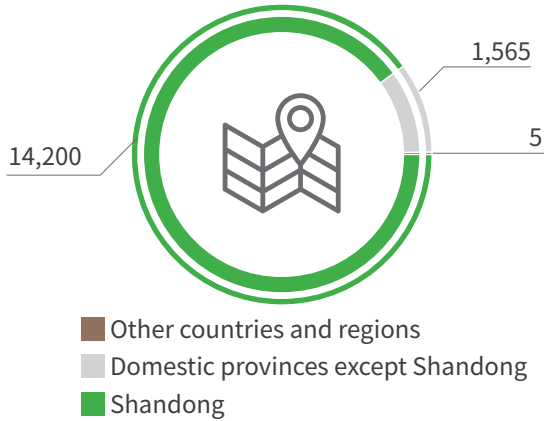 1,565
5
14,200
Other countries and regions
Domestic provinces except Shandong
Shandong